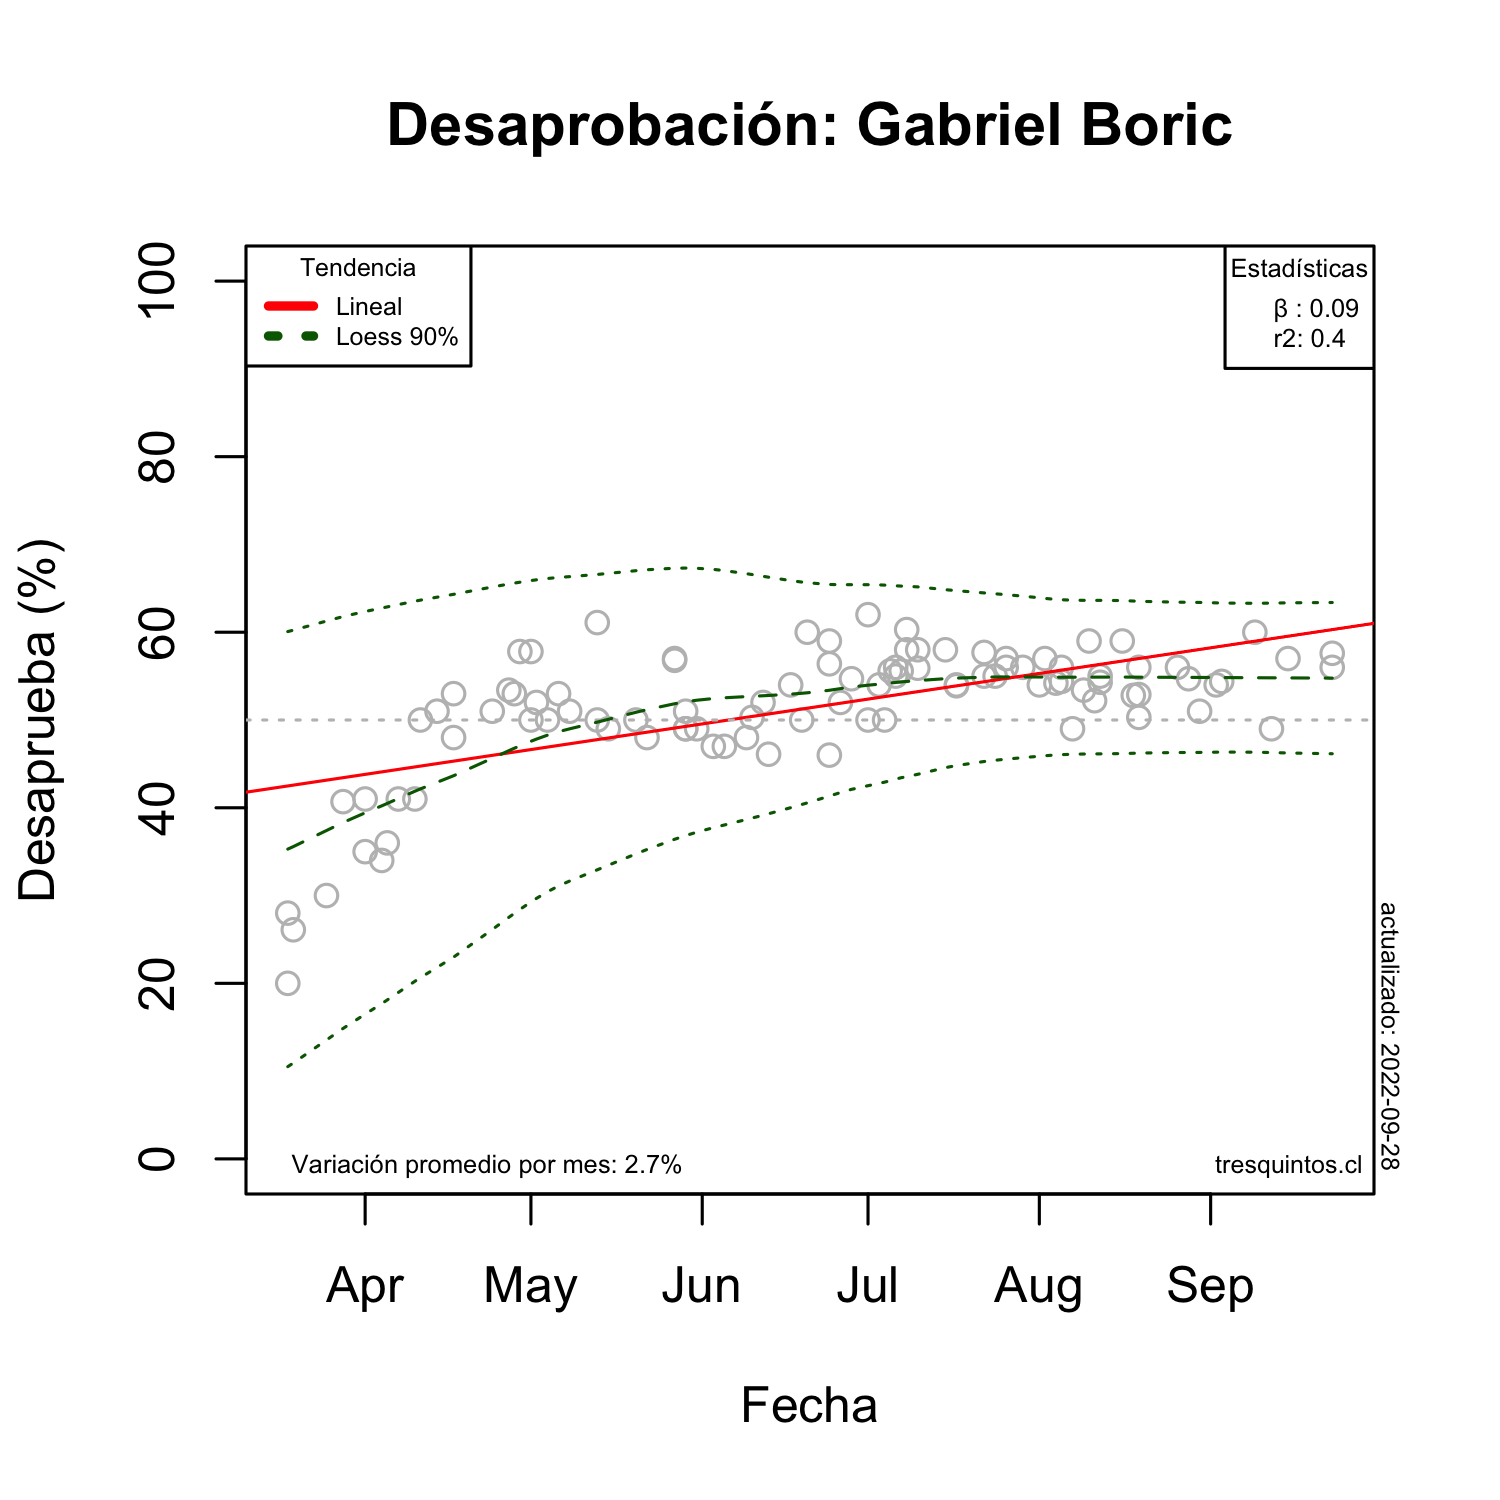 Desaprobación: Gabriel Boric
Tendencia
Lineal
Loess 90%
Estadísticas
β : 0.09
r2: 0.4
Desaprueba (%)
100
80
60
40
20
0
actualizado: 2022-09-28
Variación promedio por mes: 2.7%
tresquintos.cl
Apr May Jun Jul Aug Sep
Fecha